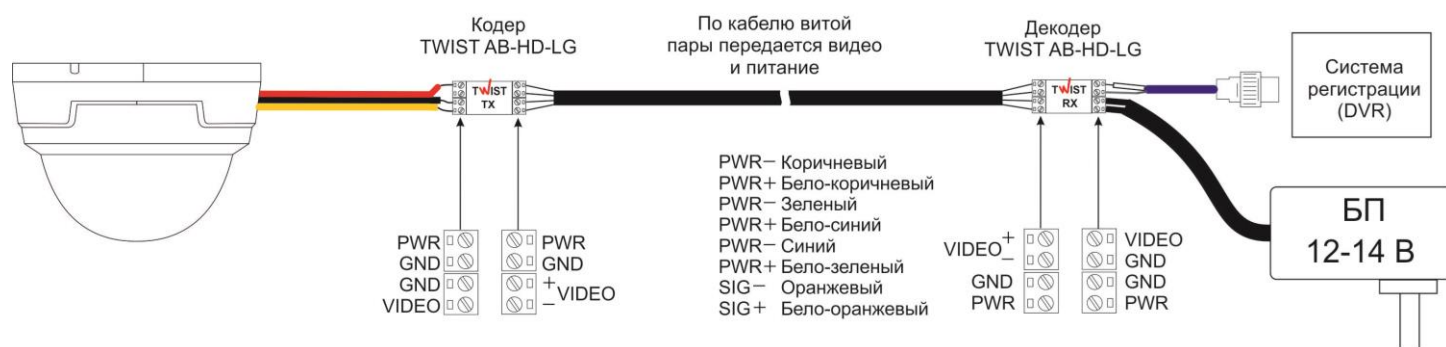 Кодер
TWIST AB-HD-LG
По кабелю витой
пары передается видео
и питание
Декодер
TWIST AB-HD-LG
TWIST
TX
TWIST
RX
Система
регистрации
(DVR)
PWR
GND
GND
VIDEO
PWR
GND
+
VIDEO
–
PWR– Коричневый
PWR+ Бело-коричневый
PWR– Зеленый
PWR+ Бело-синий
PWR– Синий
PWR+ Бело-зеленый
SIG– Оранжевый
SIG+ Бело-оранжевый
+
VIDEO
–
GND
PWR
VIDEO
GND
GND
PWR
БП
12-14 В